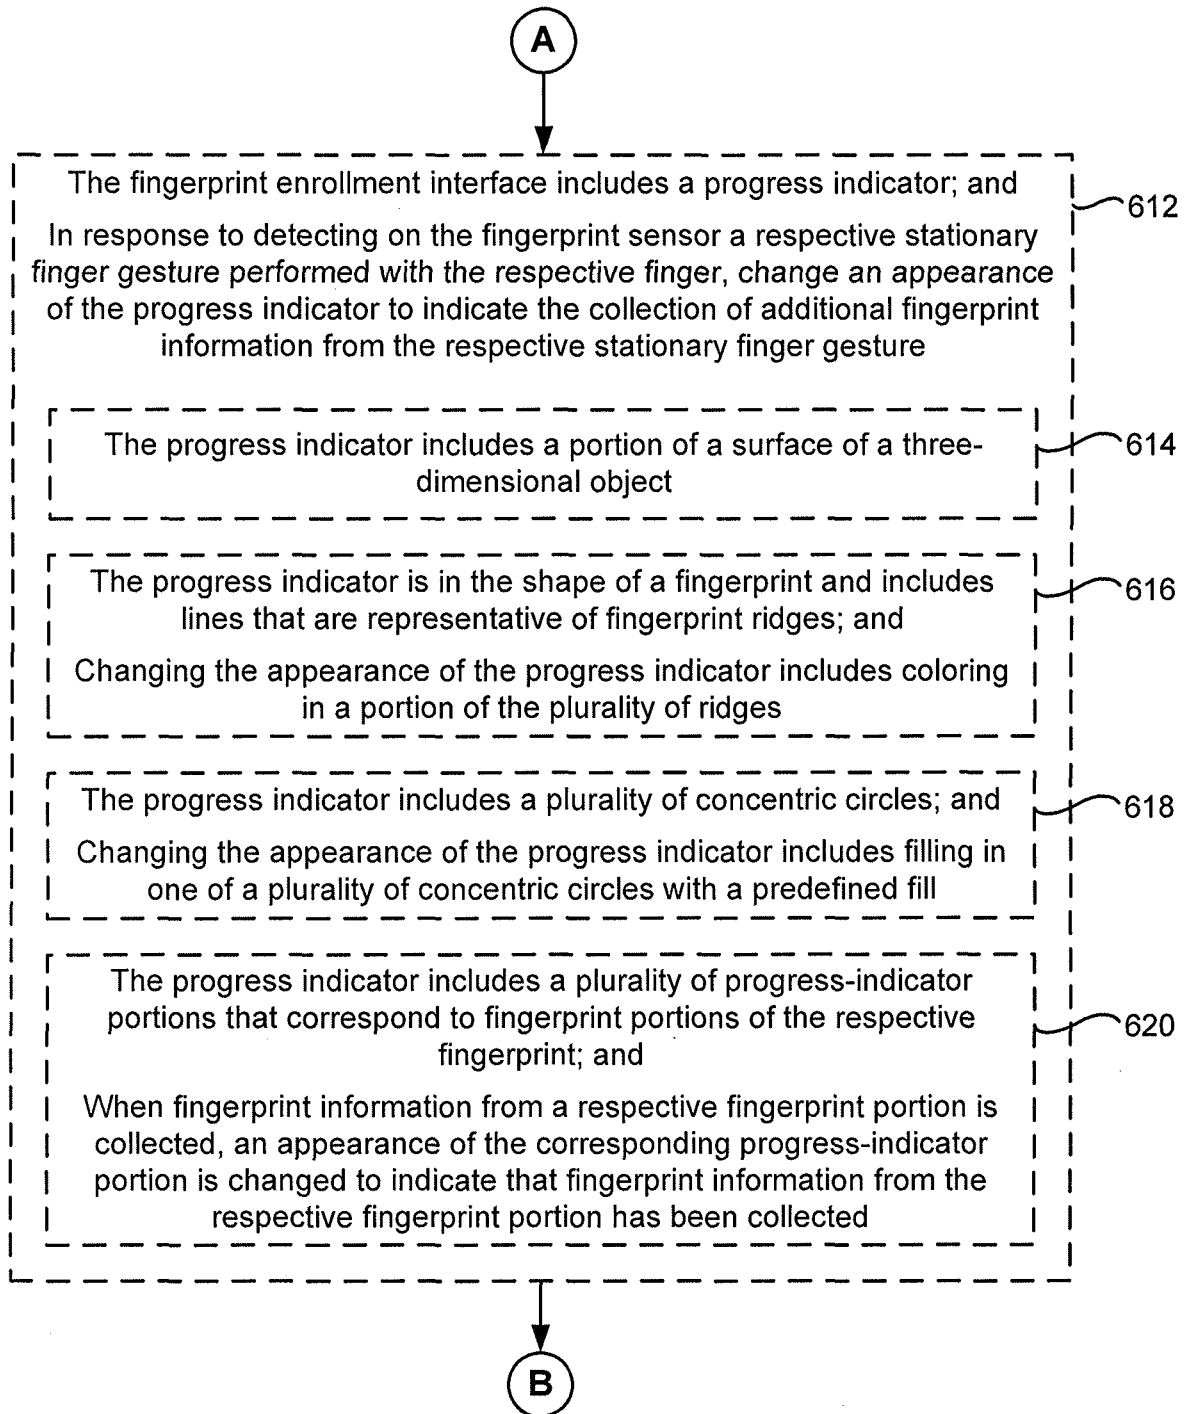 A
The fingerprint enrollment interface includes a progress indicator; and
612
In response to detecting on the fingerprint sensor a respective stationary
finger gesture performed with the respective finger, change an appearance
of the progress indicator to indicate the collection of additional fingerprint
information from the respective stationary finger gesture
The progress indicator includes a portion of a surface of a three-
dimensional object
614
The progress indicator is in the shape of a fingerprint and includes
lines that are representative of fingerprint ridges; and
616
Changing the appearance of the progress indicator includes coloring
in a portion of the plurality of ridges
The progress indicator includes a plurality of concentric circles; and
618
Changing the appearance of the progress indicator includes filling in
one of a plurality of concentric circles with a predefined fill
The progress indicator includes a plurality of progress-indicator
portions that correspond to fingerprint portions of the respective
fingerprint; and
620
When fingerprint information from a respective fingerprint portion is
collected, an appearance of the corresponding progress-indicator
portion is changed to indicate that fingerprint information from the
respective fingerprint portion has been collected
B